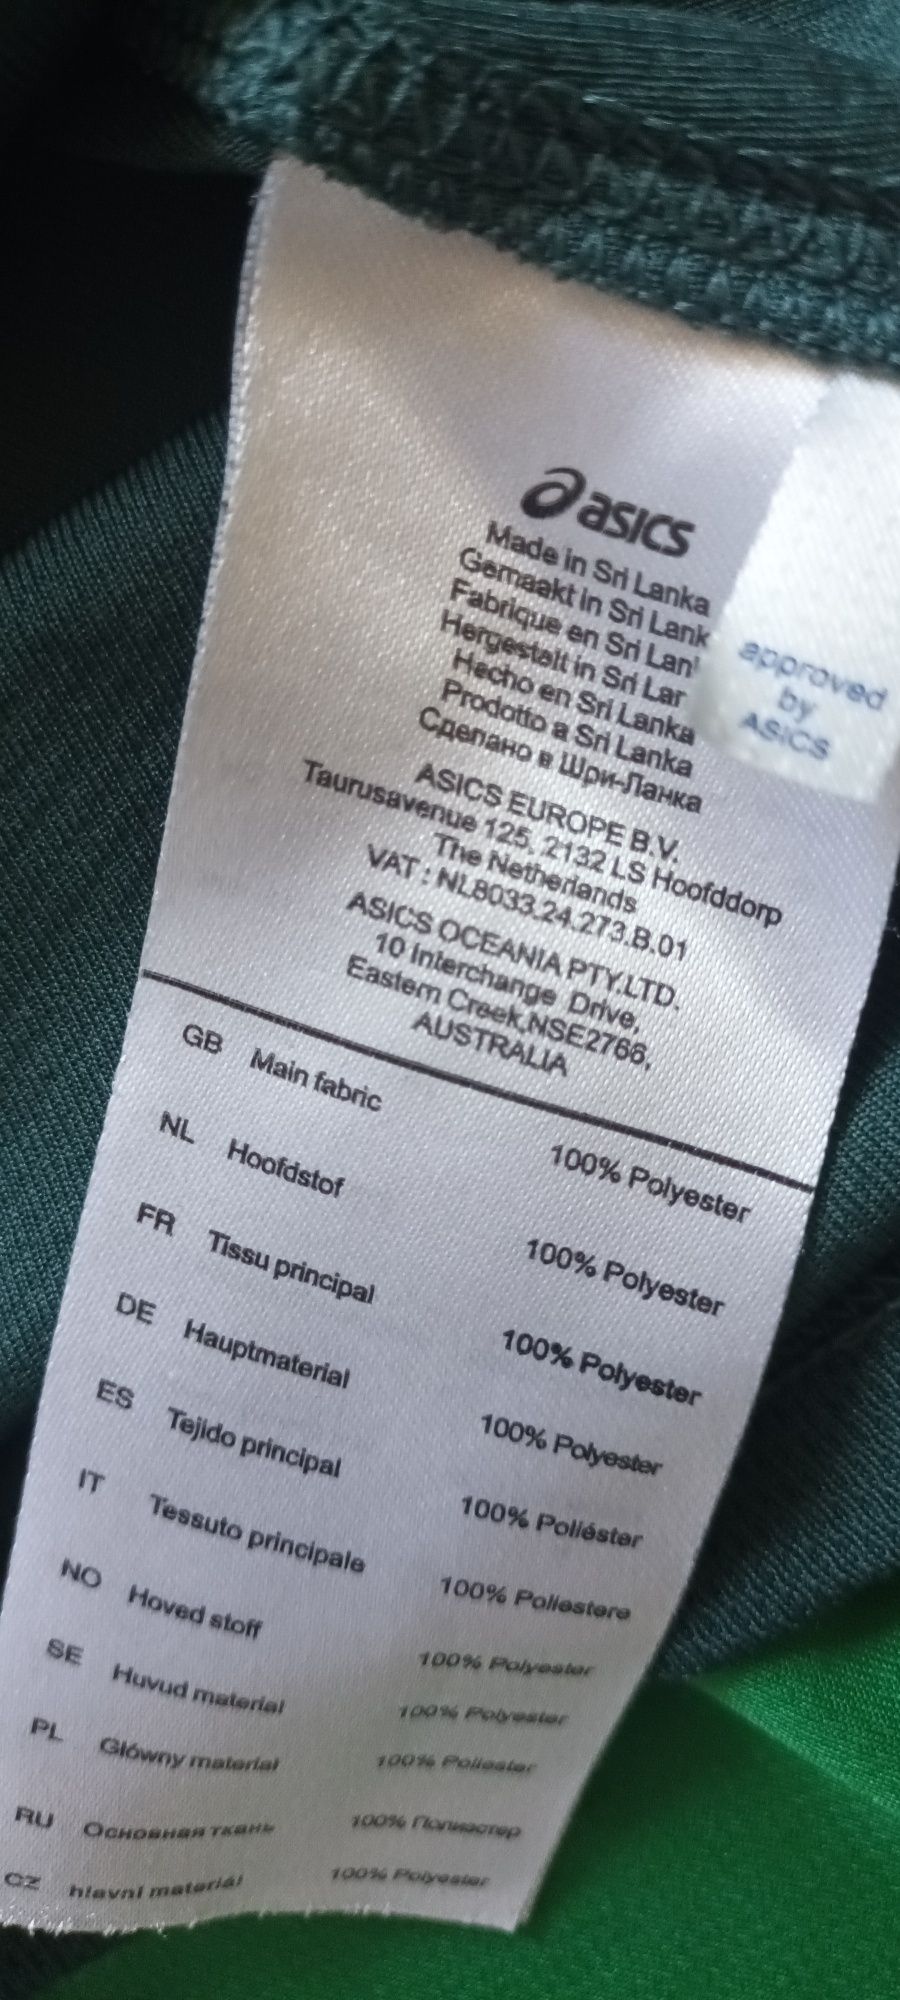 asics
Made in Sri Lanka
Gemaakt in Sri Lank
Fabrique en Sri Lan
Hergestalt in Sri Lar
Hecho en Sri Lanka
Prodotto a Sri Lanka
Сделано в Шри-Ланка
ASICS EUROPE B.V.
Taurusavenue 125, 2132 LS Hoofddorp
The Netherlands
VAT : NL8033.24.273.B.01
ASICS OCEANIA PTY.LTD.
10 Interchange Drive,
Eastern Creek,NSE2766,
AUSTRALIA
approved
by
ASICS
GB Main fabric 100% Polyester
NL Hoofdstof 100% Polyester
FR Tissu principal 100% Polyester
DE Hauptmaterial 100% Polyester
ES Tejido principal 100% Poliéster
IT Tessuto principale 100% Poliestere
NO Hoved stoff 100% Polyester
SE Huvud material 100% Polyester
PL Główny materiał 100% Poliester
RU Основная ткань 100% Полиэстер
CZ hlavní materiál 100% Polyester